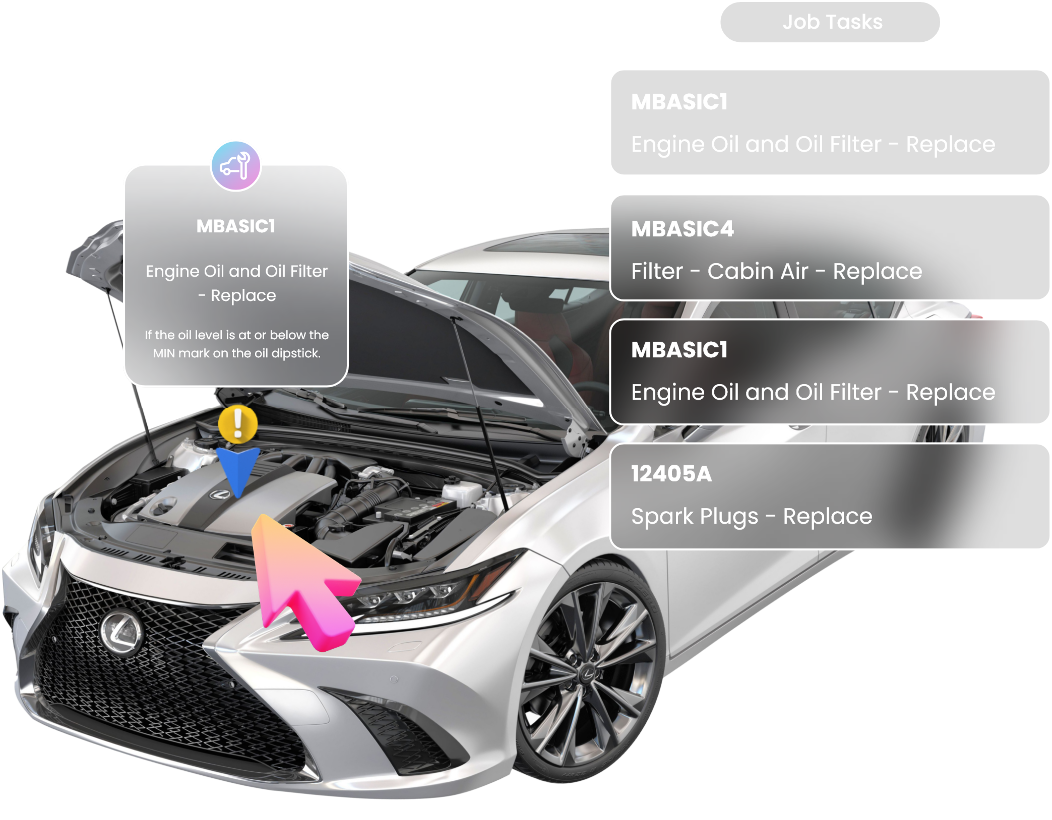 Job Tasks
MBASIC1
Engine Oil and Oil Filter - Replace
MBASIC4
Filter - Cabin Air - Replace
MBASIC1
Engine Oil and Oil Filter - Replace
12405A
Spark Plugs - Replace
MBASIC1
Engine Oil and Oil Filter
- Replace
If the oil level is at or below the
MIN mark on the oil dipstick.